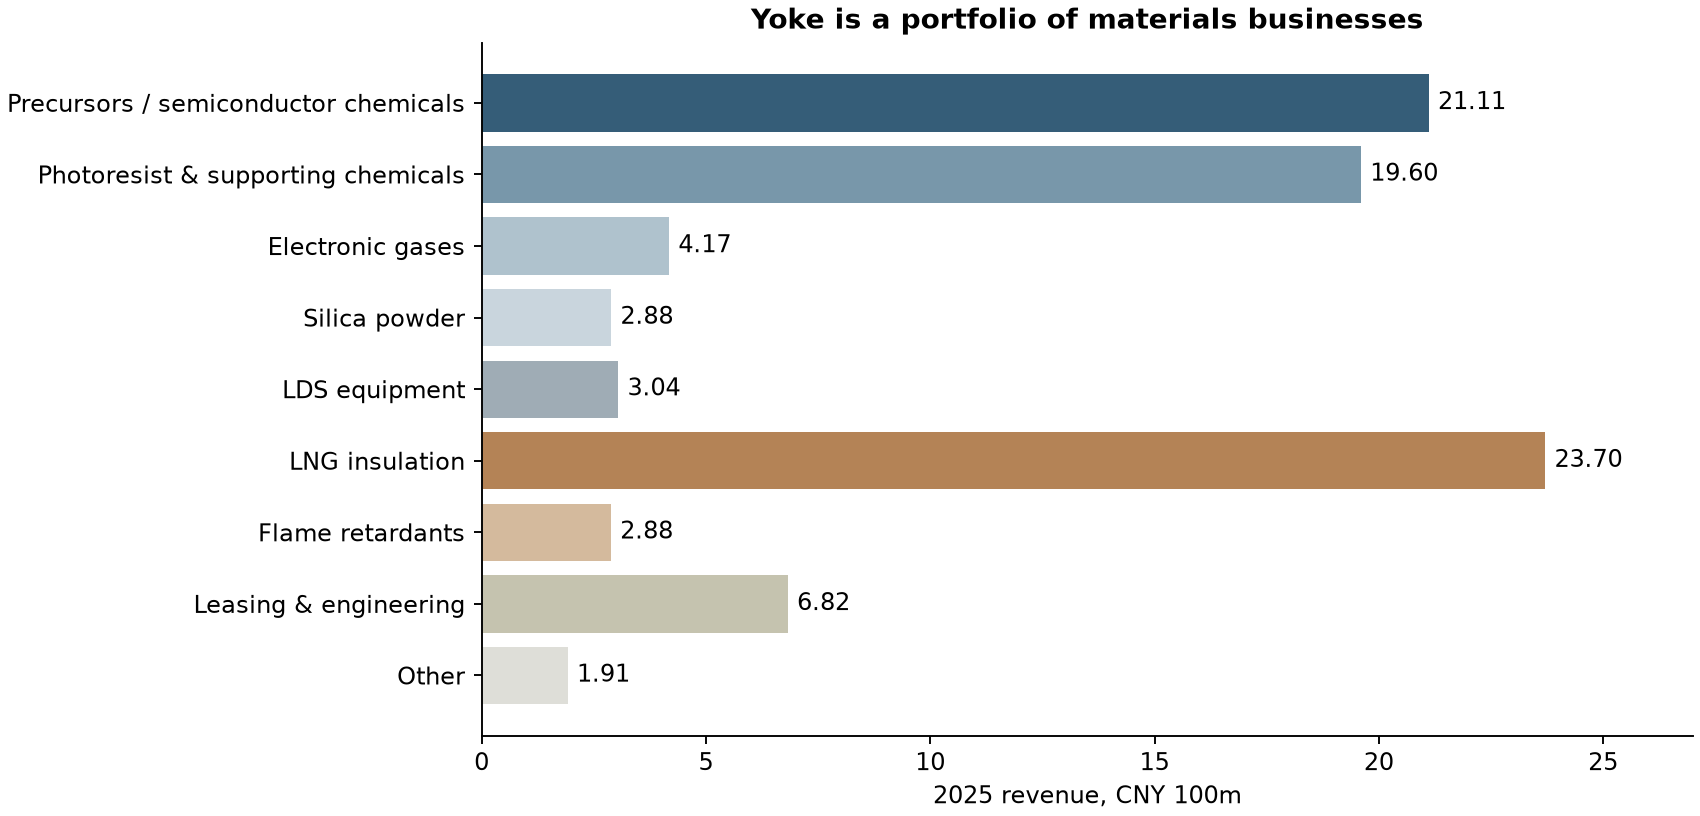 Yoke is a portfolio of materials businesses
Precursors / semiconductor chemicals 21.11
Photoresist & supporting chemicals 19.60
Electronic gases 4.17
Silica powder 2.88
LDS equipment 3.04
LNG insulation 23.70
Flame retardants 2.88
Leasing & engineering 6.82
Other 1.91
0 5 10 15 20 25
2025 revenue, CNY 100m